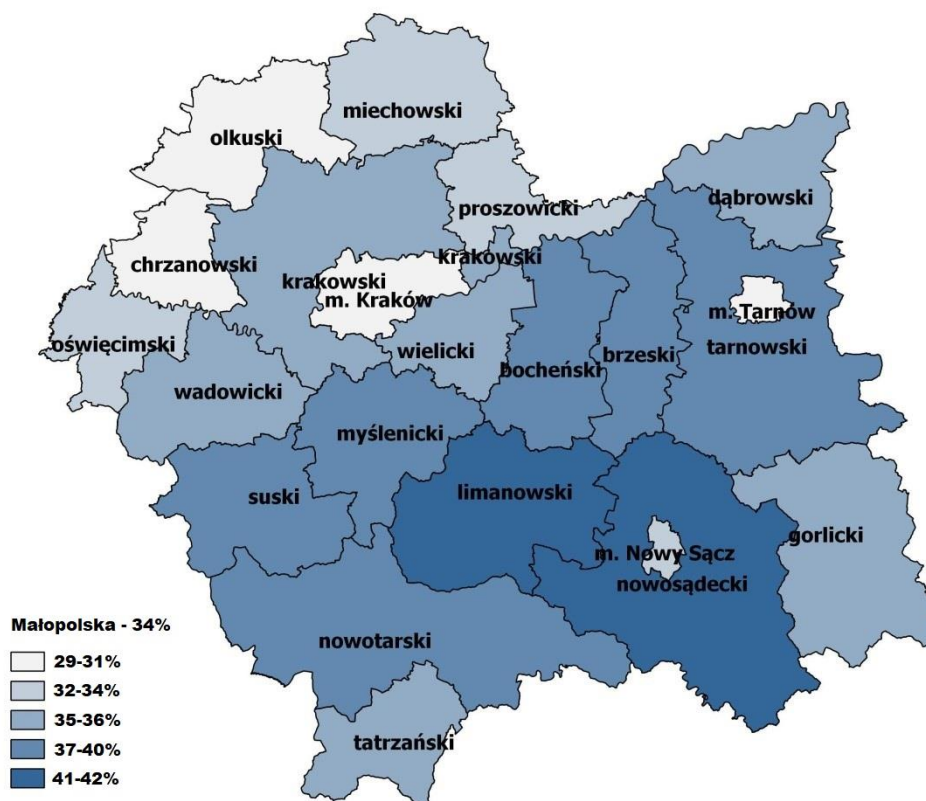 miechowski
olkuski
dąbrowski
proszowicki
krakowski
chrzanowski
krakowski
m. Kraków
m. Tarnów
oświęcimski
wielicki
bocheński
brzeski
tarnowski
wadowicki
myślenicki
limanowski
suski
gorlicki
m. Nowy Sącz
nowosądecki
nowotarski
tatrzański
Małopolska - 34%
29-31%
32-34%
35-36%
37-40%
41-42%